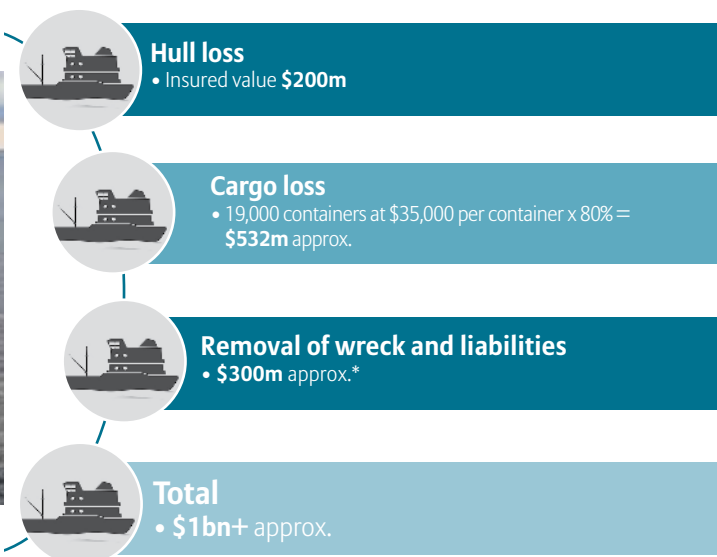 Hull loss
• Insured value $200m
Cargo loss
• 19,000 containers at $35,000 per container x 80% =
$532m approx.
Removal of wreck and liabilities
• $300m approx.*
Total
• $1bn+ approx.